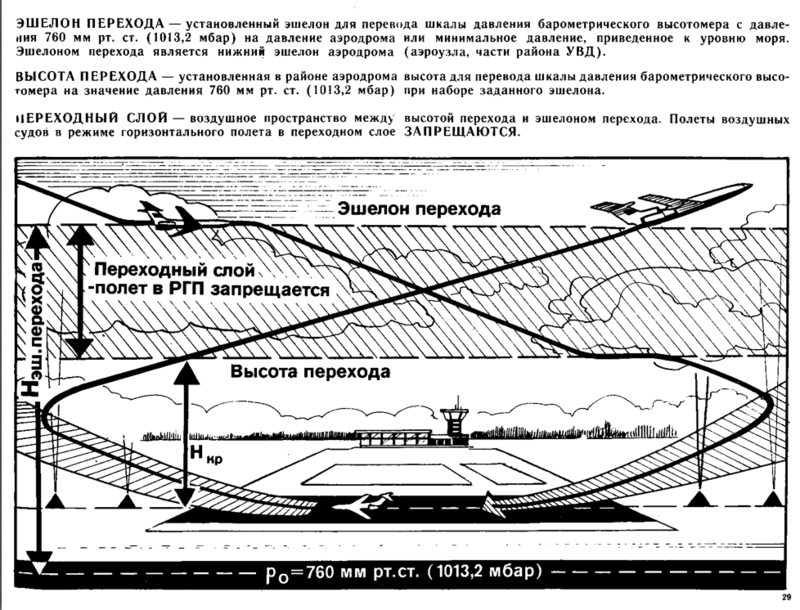 ЭШЕЛОН ПЕРЕХОДА — установленный эшелон для перевода шкалы давления барометрического высотомера с давле-
ния 760 мм рт. ст. (1013,2 мбар) на давление аэродрома или минимальное давление, приведенное к уровню моря.
Эшелоном перехода является нижний эшелон аэродрома (аэроузла, части района УВД).
ВЫСОТА ПЕРЕХОДА — установленная в районе аэродрома высота для перевода шкалы давления барометрического высо-
томера на значение давления 760 мм рт. ст. (1013,2 мбар) при наборе заданного эшелона.
ПЕРЕХОДНЫЙ СЛОЙ — воздушное пространство между высотой перехода и эшелоном перехода. Полеты воздушных
судов в режиме горизонтального полета в переходном слое ЗАПРЕЩАЮТСЯ.
Эшелон перехода
Переходный слой
-полет в РГП запрещается
Hэш.перехода
Высота перехода
Hкр
ро=760 мм рт.ст. (1013,2 мбар)
29